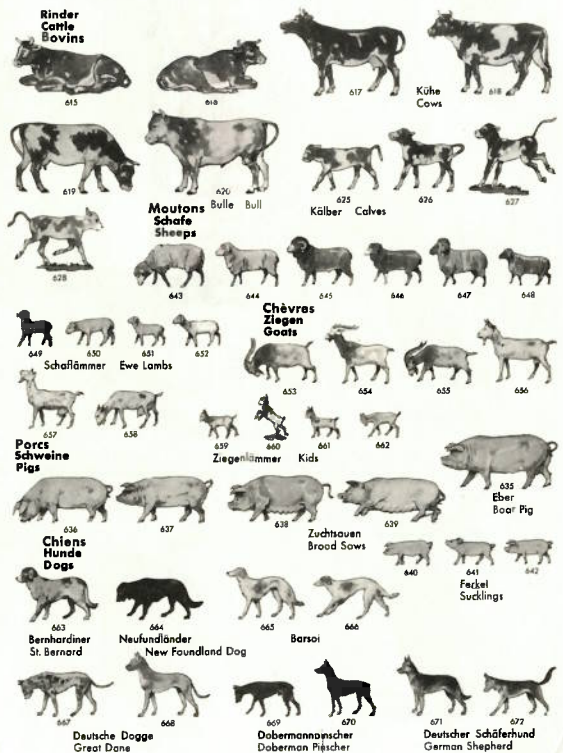 Rinder
Cattle
Bovins
615 616 617 Kühe Cows 618
619 620 Bulle Bull 625 Kälber Calves 626 627
628
Moutons
Schafe
Sheeps
643 644 645 646 647 648
649 650 651 652
Schaflämmer Ewe Lambs
Chèvres
Ziegen
Goats
653 654 655 656
657 658 659 660 661 662
Ziegenlämmer Kids
Porcs
Schweine
Pigs
635
Eber
Boar Pig
636 637 638 639
Zuchtsauen
Brood Sows
640 641 642
Ferkel
Sucklings
Chiens
Hunde
Dogs
663 664 665 666
Bernhardiner Neufundländer Barsoi
St. Bernard New Foundland Dog
667 668 669 670 671 672
Deutsche Dogge Dobermannpinscher Deutscher Schäferhund
Great Dane Doberman Pinscher German Shepherd